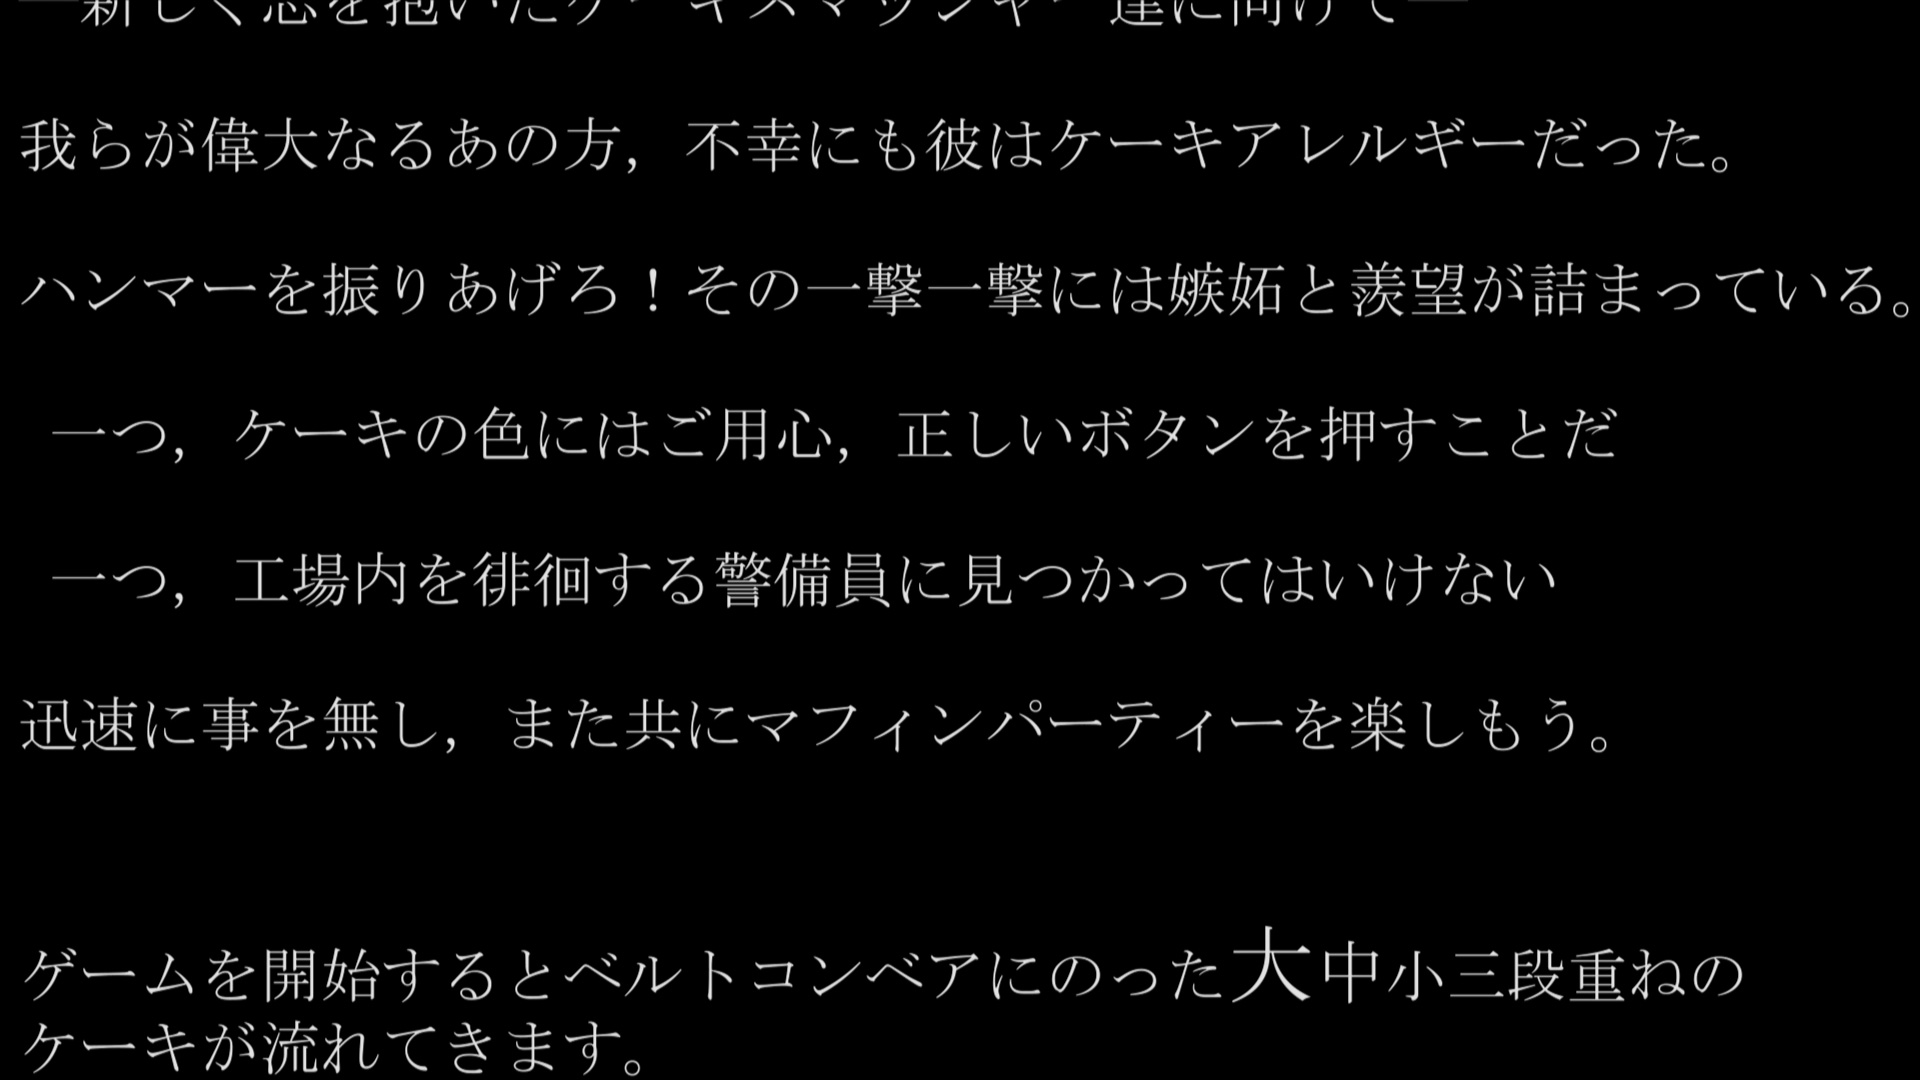 ―新しく志を抱いたケーキスマッシャー達に向けて―
我らが偉大なるあの方，不幸にも彼はケーキアレルギーだった。
ハンマーを振りあげろ！その一撃一撃には嫉妬と羨望が詰まっている。
一つ，ケーキの色にはご用心，正しいボタンを押すことだ
一つ，工場内を徘徊する警備員に見つかってはいけない
迅速に事を無し，また共にマフィンパーティーを楽しもう。
ゲームを開始するとベルトコンベアにのった大中小三段重ねの
ケーキが流れてきます。